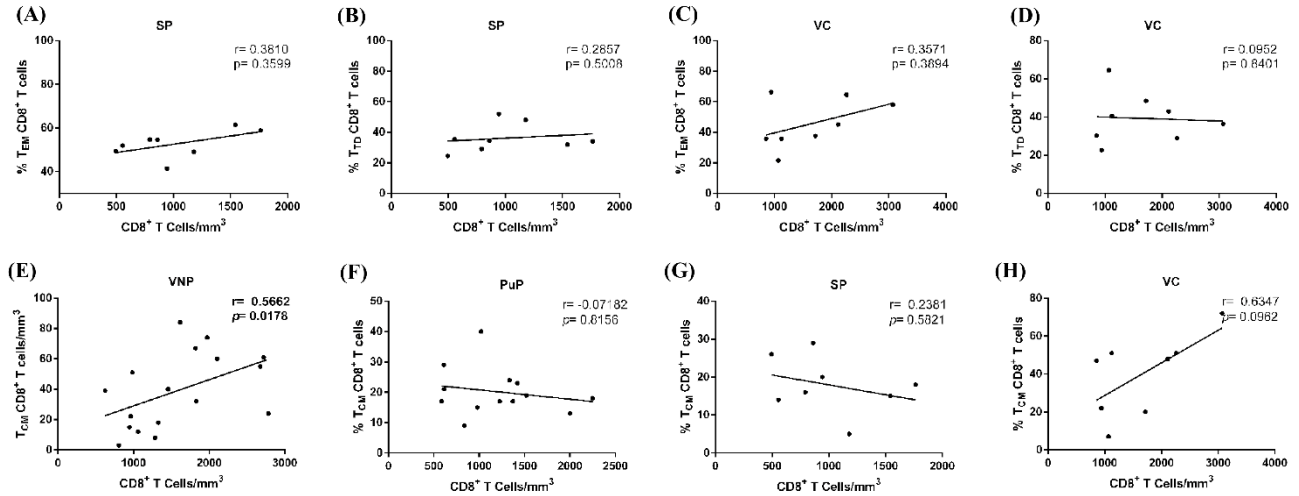 (A)
SP
r= 0.3810
p= 0.3599
% TEM CD8+ T cells
100
80
60
40
0
500
1000
1500
2000
CD8+ T Cells/mm3
(B)
SP
r= 0.2857
p= 0.5008
% TTD CD8+ T cells
100
80
60
40
20
0
0
500
1000
1500
2000
CD8+ T Cells/mm3
(C)
VC
r= 0.3571
p= 0.3894
% TEM CD8+ T cells
100
80
60
40
20
0
0
1000
2000
3000
4000
CD8+ T Cells/mm3
(D)
VC
r= 0.0952
p= 0.8401
% TTD CD8+ T cells
80
60
40
20
0
0
1000
2000
3000
4000
CD8+ T Cells/mm3
(E)
VNP
r= 0.5662
p= 0.0178
TCM CD8+ T cells/mm3
100
80
60
40
20
0
0
1000
2000
3000
CD8+ T Cells/mm3
(F)
PuP
r= -0.07182
p= 0.8156
% TCM CD8+ T cells
50
40
30
20
10
0
0
500
1000
1500
2000
2500
CD8+ T Cells/mm3
(G)
SP
r= 0.2381
p= 0.5821
% TCM CD8+ T cells
40
30
20
10
0
0
500
1000
1500
2000
CD8+ T Cells/mm3
(H)
VC
r= 0.6347
p= 0.0962
% TCM CD8+ T cells
80
60
40
20
0
0
1000
2000
3000
4000
CD8+ T Cells/mm3